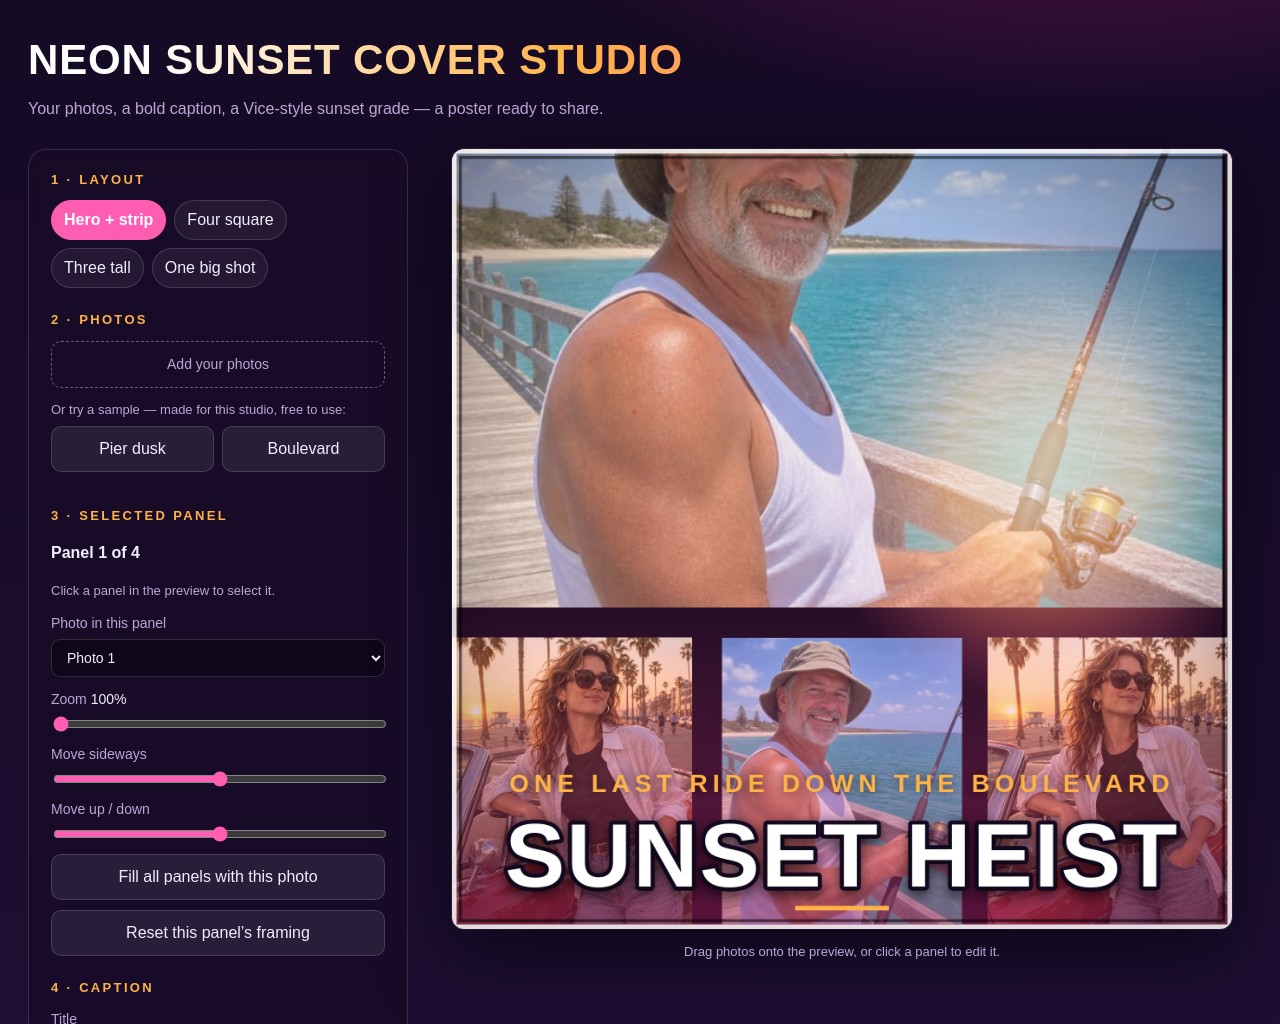 NEON SUNSET COVER STUDIO
Your photos, a bold caption, a Vice-style sunset grade — a poster ready to share.
1 · LAYOUT
Hero + strip
Four square
Three tall
One big shot
2 · PHOTOS
Add your photos
Or try a sample — made for this studio, free to use:
Pier dusk
Boulevard
3 · SELECTED PANEL
Panel 1 of 4
Click a panel in the preview to select it.
Photo in this panel
Photo 1
Zoom 100%
Move sideways
Move up / down
Fill all panels with this photo
Reset this panel's framing
4 · CAPTION
Title
ONE LAST RIDE DOWN THE BOULEVARD
SUNSET HEIST
Drag photos onto the preview, or click a panel to edit it.